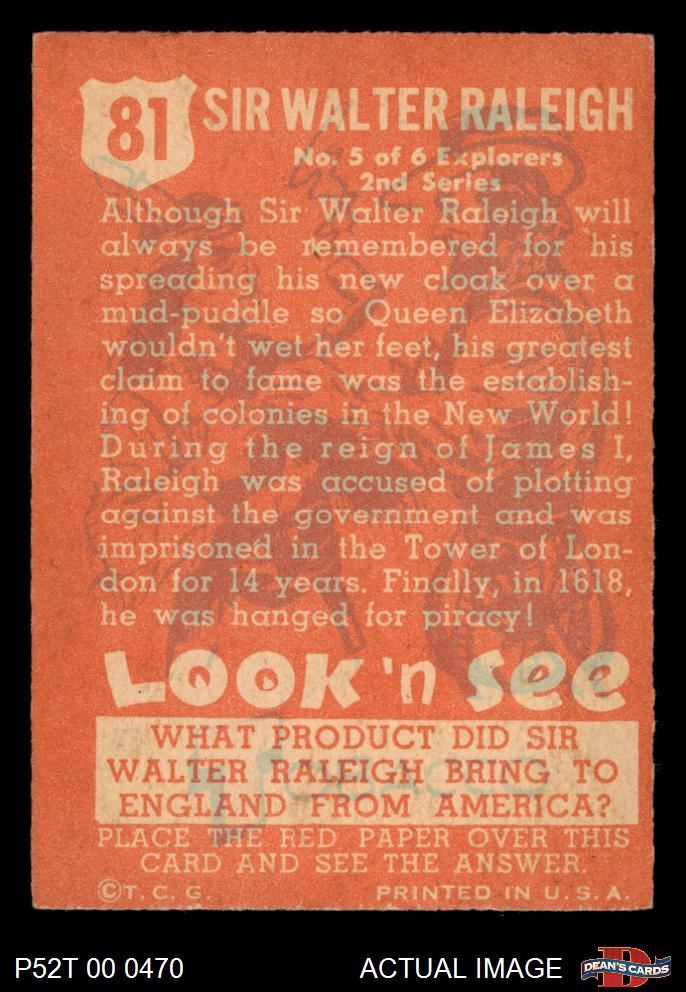 81
SIR WALTER RALEIGH
No. 5 of 6 Explorers
2nd Series
Although Sir Walter Raleigh will
always be remembered for his
spreading his new cloak over a
mud-puddle so Queen Elizabeth
wouldn't wet her feet, his greatest
claim to fame was the establish-
ing of colonies in the New World!
During the reign of James I,
Raleigh was accused of plotting
against the government and was
imprisoned in the Tower of Lon-
don for 14 years. Finally, in 1618,
he was hanged for piracy!
LOOK 'n SEE
WHAT PRODUCT DID SIR
WALTER RALEIGH BRING TO
ENGLAND FROM AMERICA?
TOBACCO
PLACE THE RED PAPER OVER THIS
CARD AND SEE THE ANSWER.
©T. C. G. PRINTED IN U. S. A.
P52T 00 0470 ACTUAL IMAGE DEAN'S CARDS